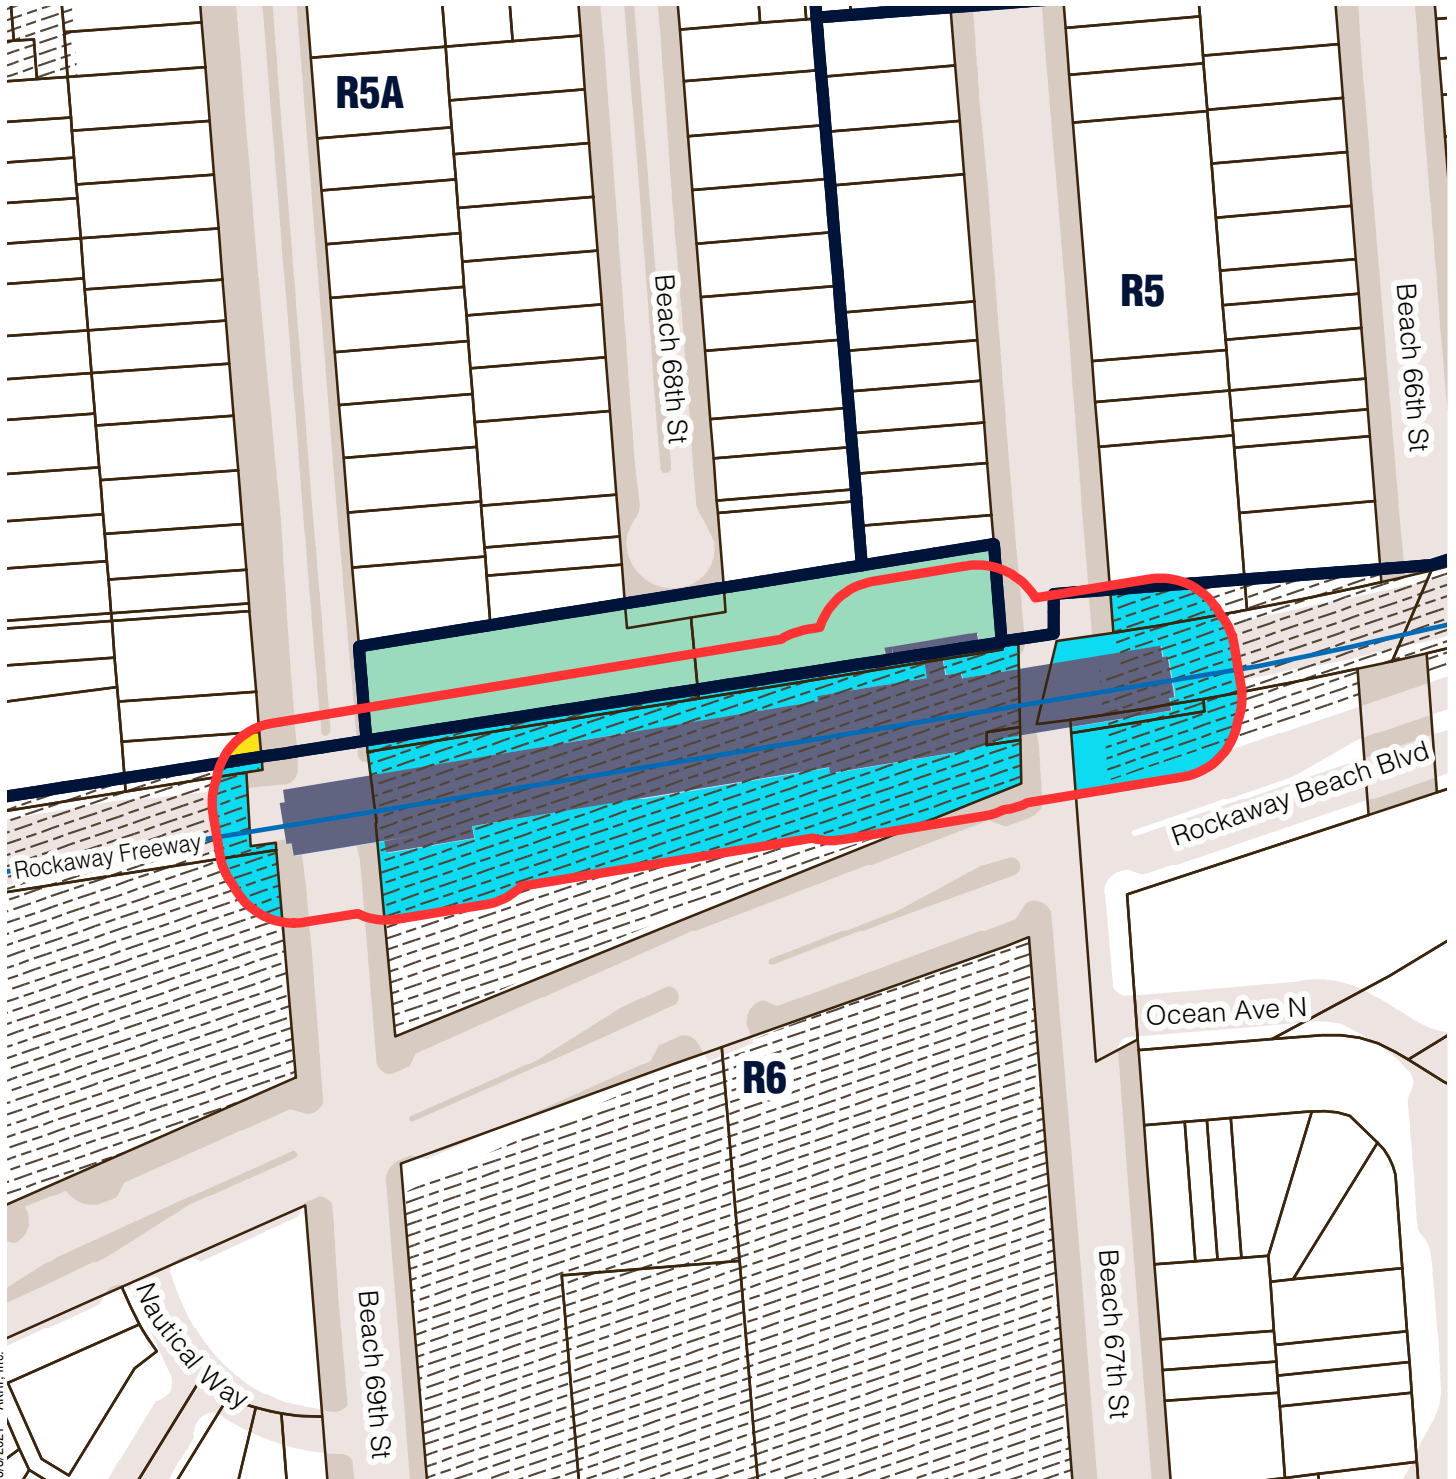 R5A
R5
Beach 68th St
Beach 66th St
Rockaway Freeway
Rockaway Beach Blvd
Ocean Ave N
R6
Nautical Way
Beach 69th St
Beach 67th St